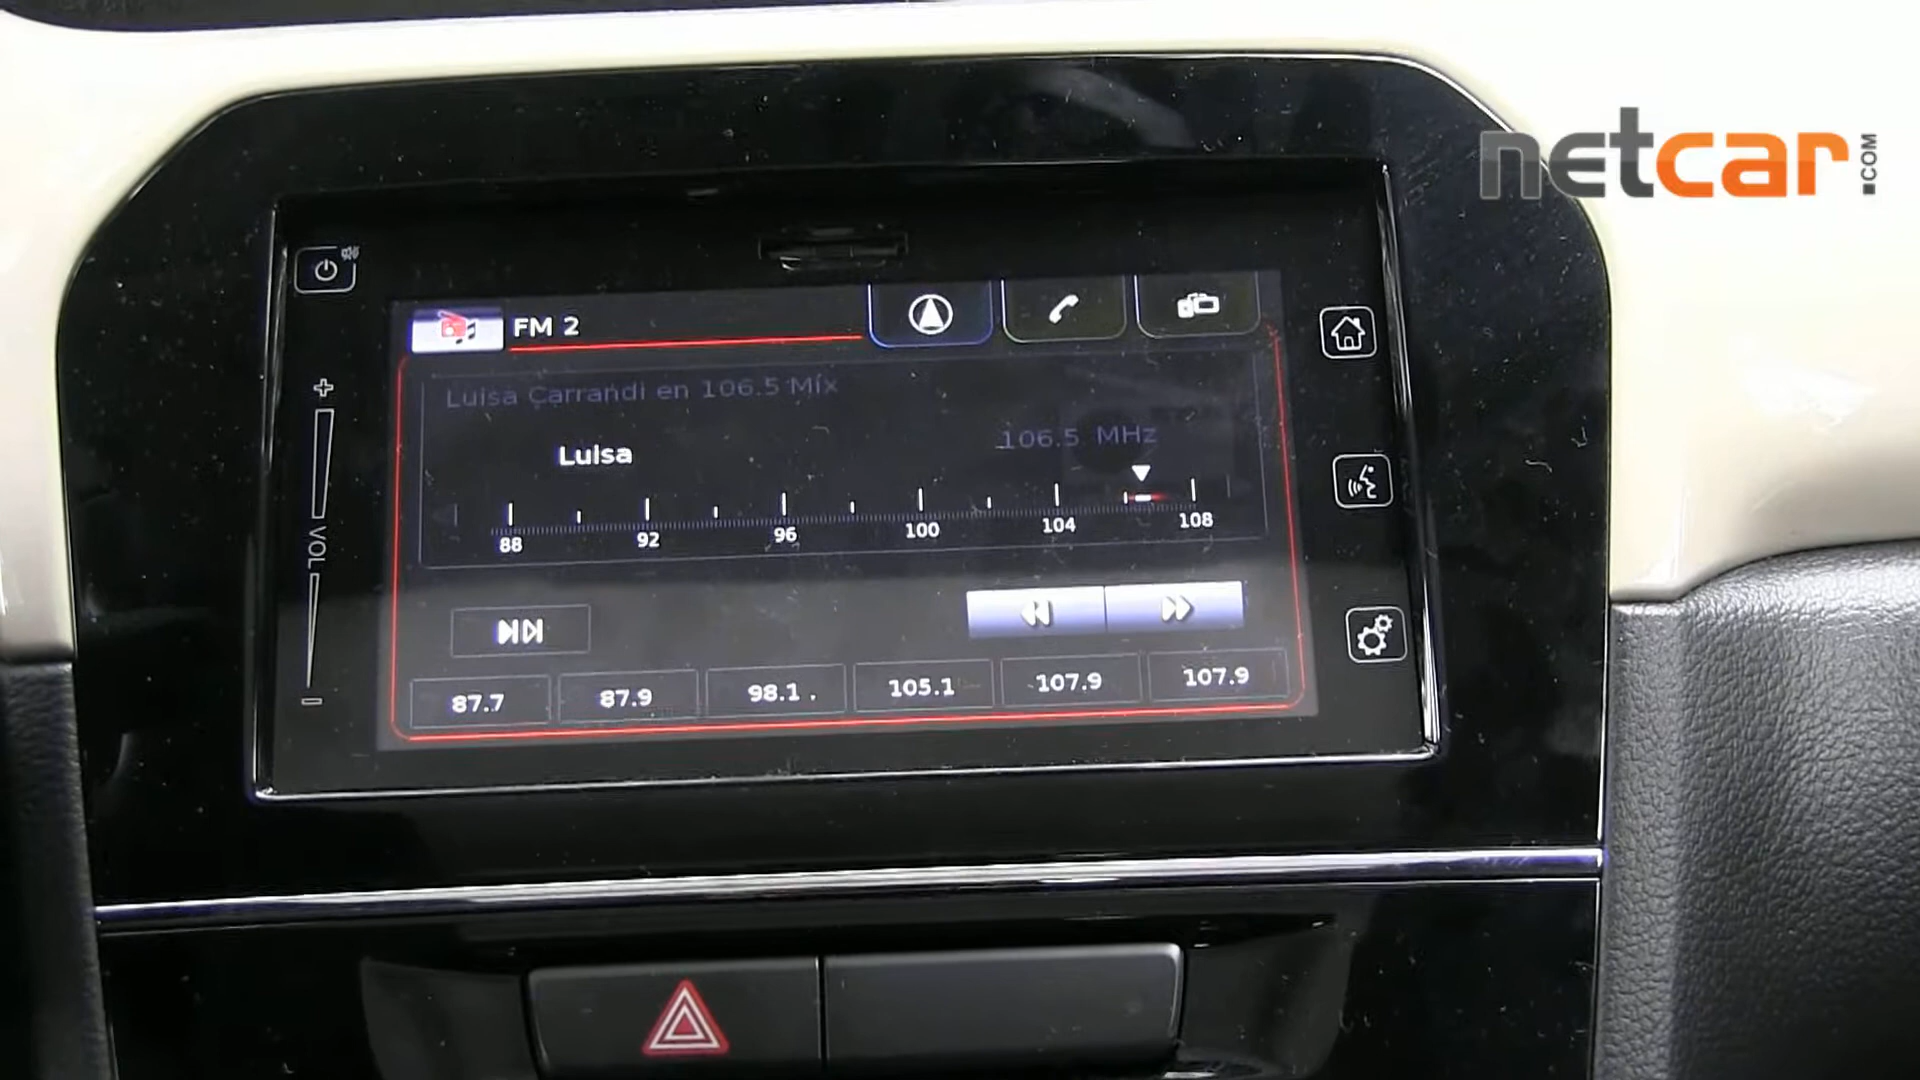 netcar.com
FM 2
Luisa Carrandi en 106.5 Mix
Luisa
106.5 MHz
88 92 96 100 104 108
VOL
87.7 87.9 98.1 . 105.1 107.9 107.9